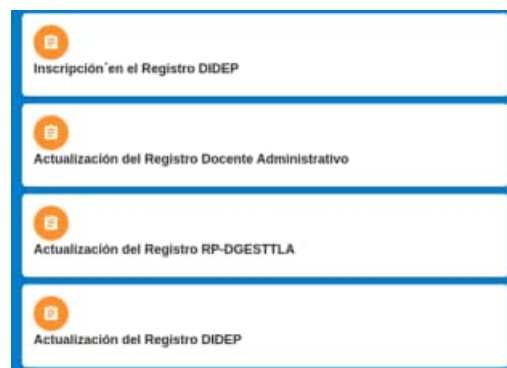 Inscripción´en el Registro DIDEP
Actualización del Registro Docente Administrativo
Actualización del Registro RP-DGESTTLA
Actualización del Registro DIDEP